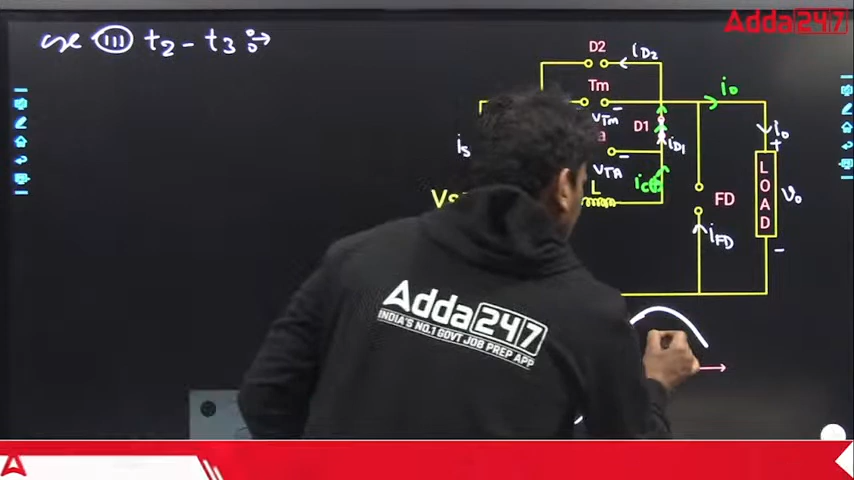 Adda247
III t2 - t3 :→
D2
iD2
Tm
io
VTm
D1
iD1
io
+
is
VTA
ic(t)
L
FD
LOAD
vo
Vs
iFD
-
Adda247
INDIA'S NO.1 GOVT JOB PREP APP